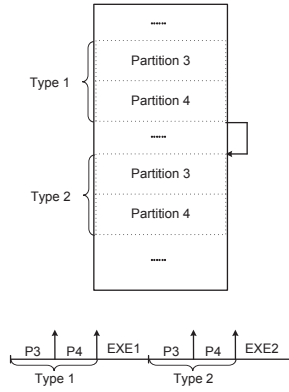 ......
Partition 3
Type 1
Partition 4
......
Partition 3
Type 2
Partition 4
......
P3 P4 EXE1 P3 P4 EXE2
Type 1 Type 2